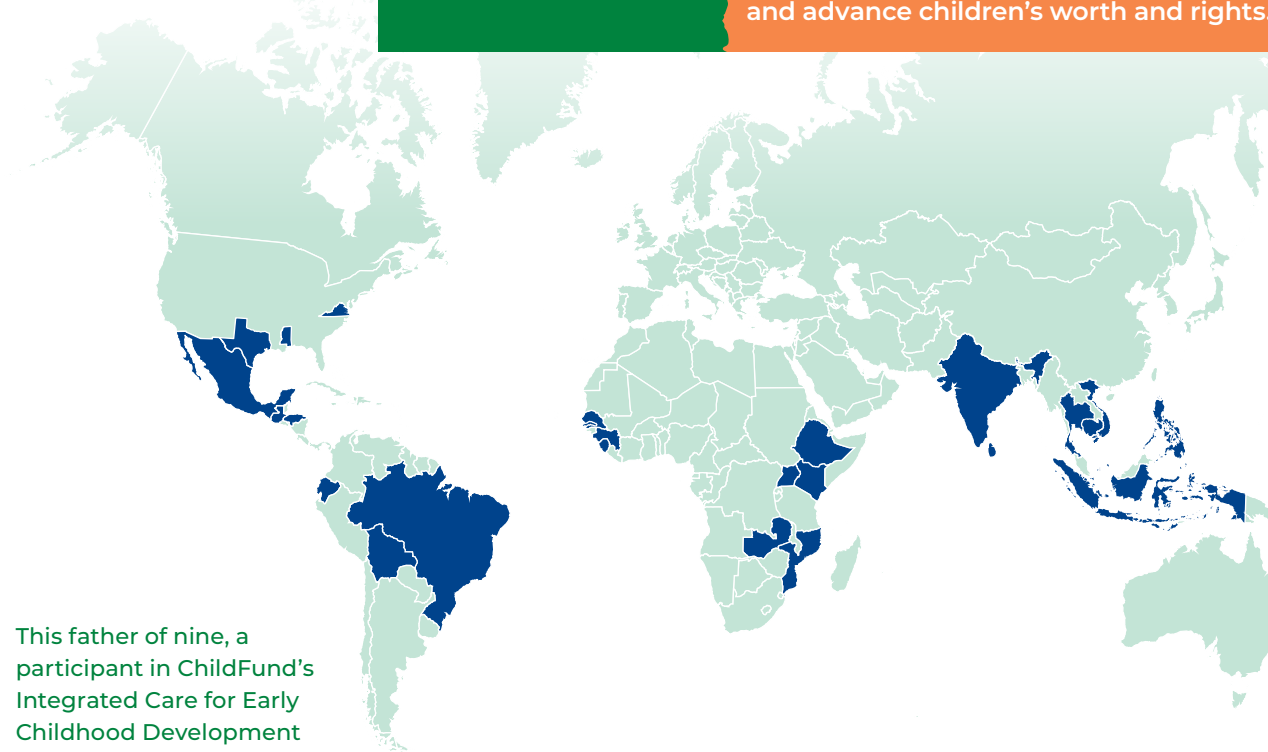 and advance children’s worth and rights.
This father of nine, a
participant in ChildFund’s
Integrated Care for Early
Childhood Development